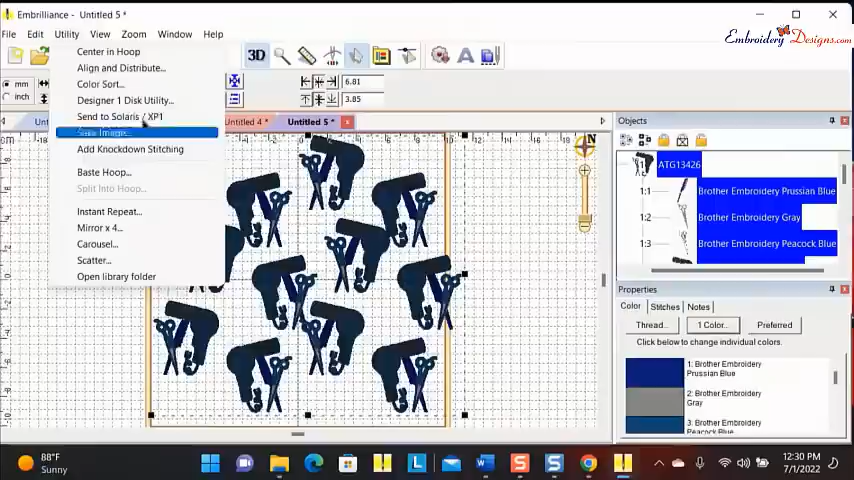 Embrilliance - Untitled 5 *
EmbroideryDesigns.com
File Edit Utility View Zoom Window Help
3D
mm
inch
6.81
3.85
Center in Hoop
Align and Distribute...
Color Sort...
Designer 1 Disk Utility...
Send to Solaris / XP1
Add Knockdown Stitching
Baste Hoop...
Split Into Hoop...
Instant Repeat...
Mirror x 4...
Carousel...
Scatter...
Open library folder
Untitled 4 *
Untitled 5 *
N
Objects
1 ATG13426
1:1 Brother Embroidery Prussian Blue
1:2 Brother Embroidery Gray
1:3 Brother Embroidery Peacock Blue
Properties
Color Stitches Notes
Thread... 1 Color... Preferred
Click below to change individual colors.
1: Brother Embroidery
Prussian Blue
2: Brother Embroidery
Gray
3: Brother Embroidery
Peacock Blue
88°F
Sunny
12:30 PM
7/1/2022